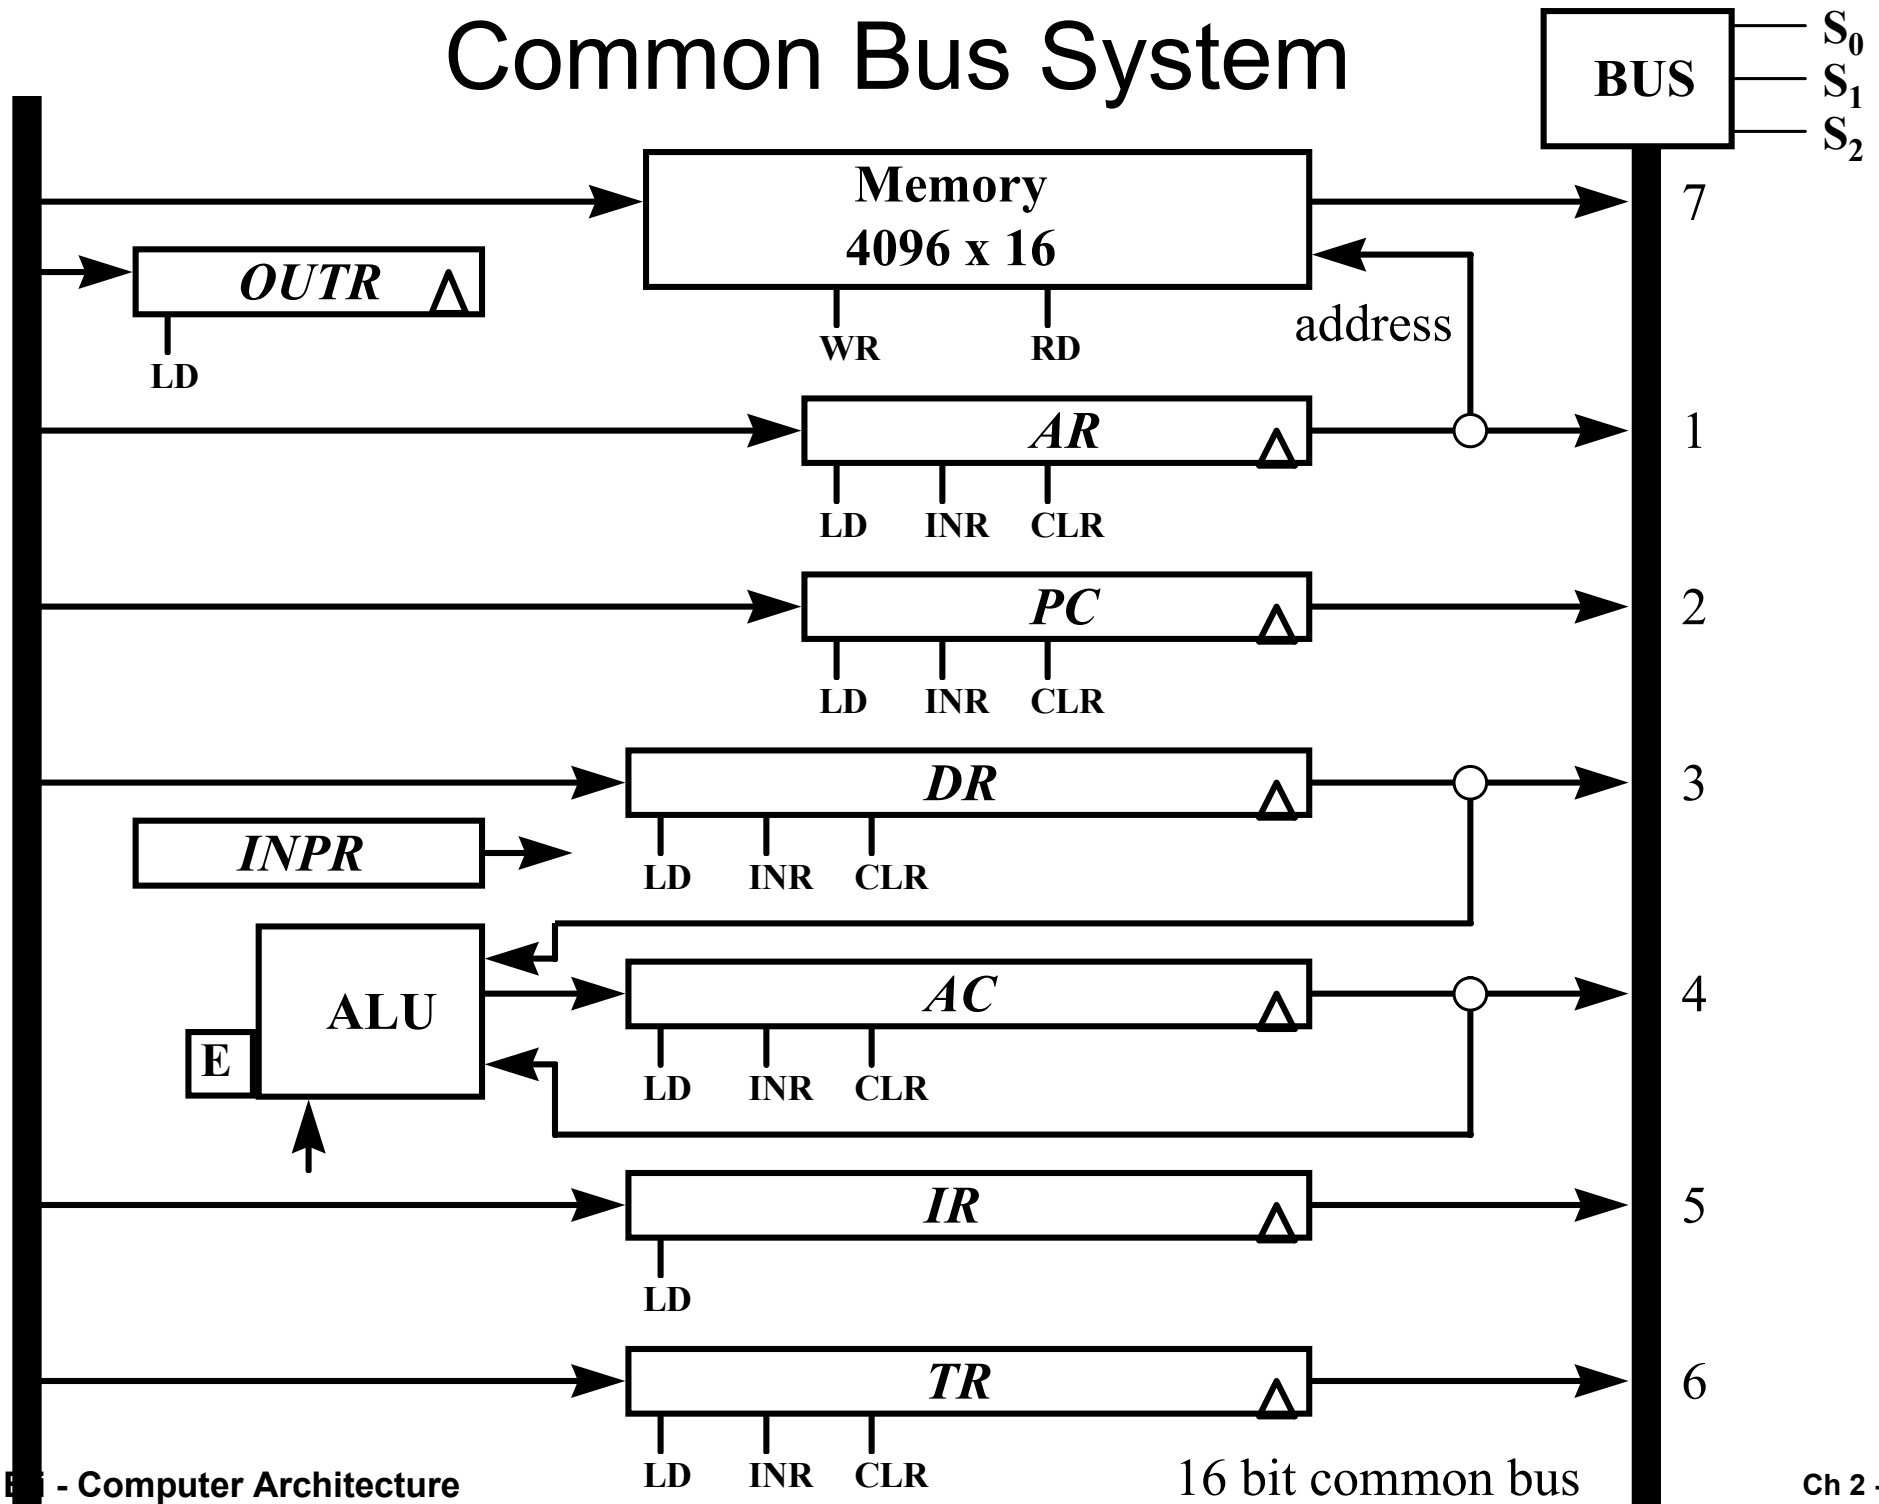 Common Bus System
BUS
S0
S1
S2
Memory
4096 x 16
7
OUTR
address
WR RD
LD
AR
1
LD INR CLR
PC
2
LD INR CLR
DR
3
INPR
LD INR CLR
AC
4
ALU
E
LD INR CLR
IR
5
LD
TR
6
LD INR CLR
16 bit common bus
- Computer Architecture
Ch 2 -